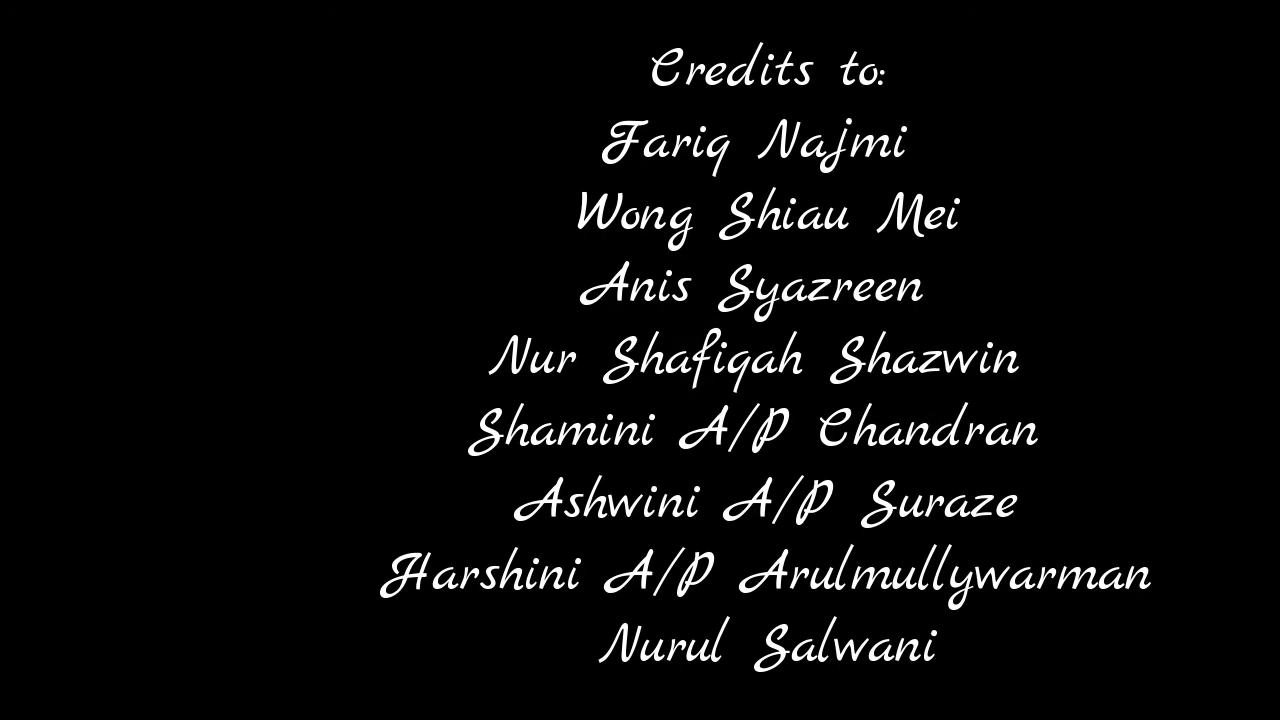 Credits to:
Fariq Najmi
Wong Shiau Mei
Anis Syazreen
Nur Shafiqah Shazwin
Shamini A/P Chandran
Ashwini A/P Suraze
Harshini A/P Arulmullywarman
Nurul Salwani